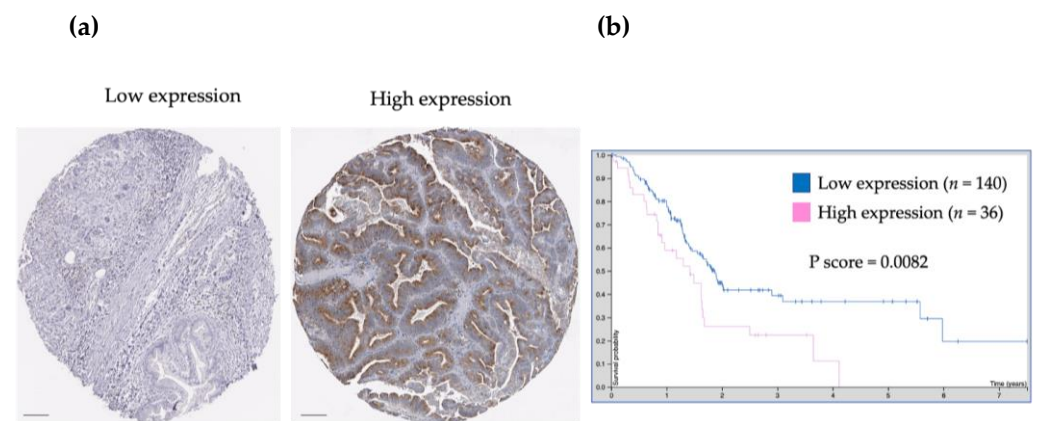 (a)
(b)
Low expression
High expression
Low expression (n = 140)
High expression (n = 36)
P score = 0.0082
1.0
0.9
0.8
0.7
0.6
0.5
0.4
0.3
0.2
0.1
0.0
Survival probability
Time (years)
0 1 2 3 4 5 6 7